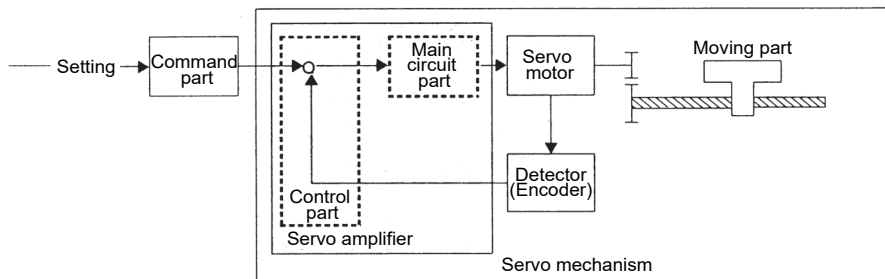 Setting
Command
part
Main
circuit
part
Servo
motor
Moving part
Detector
(Encoder)
Control
part
Servo amplifier
Servo mechanism